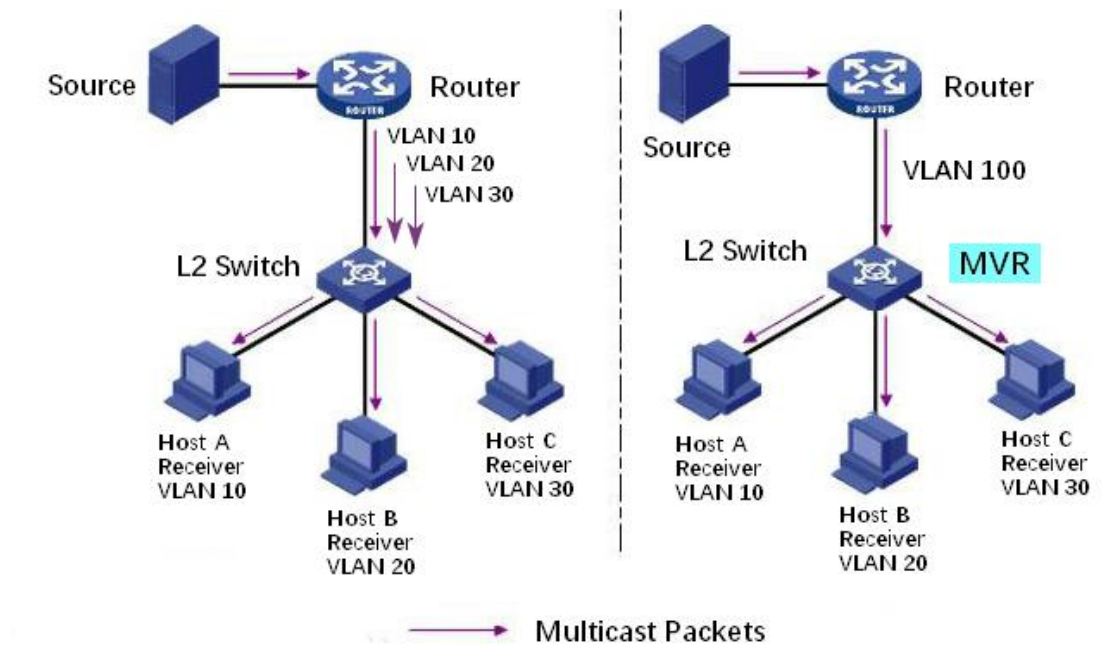 Source
Router
ROUTER
VLAN 10
VLAN 20
VLAN 30
L2 Switch
Host A
Receiver
VLAN 10
Host B
Receiver
VLAN 20
Host C
Receiver
VLAN 30
Source
Router
ROUTER
VLAN 100
L2 Switch
MVR
Host A
Receiver
VLAN 10
Host B
Receiver
VLAN 20
Host C
Receiver
VLAN 30
Multicast Packets